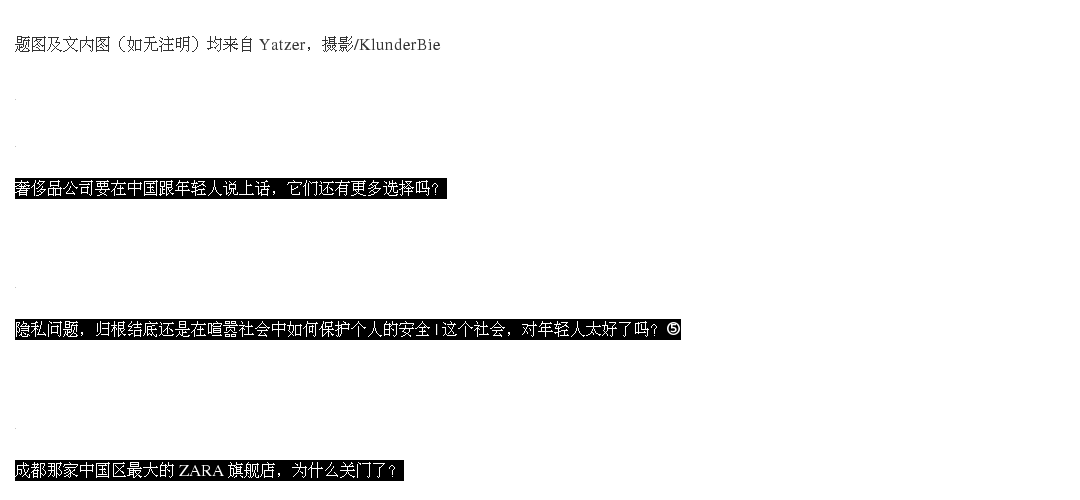 题图及文内图（如无注明）均来自 Yatzer，摄影/KlunderBie
奢侈品公司要在中国跟年轻人说上话，它们还有更多选择吗？
隐私问题，归根结底还是在喧嚣社会中如何保护个人的安全 | 这个社会，对年轻人太好了吗？⑤
成都那家中国区最大的 ZARA 旗舰店，为什么关门了？